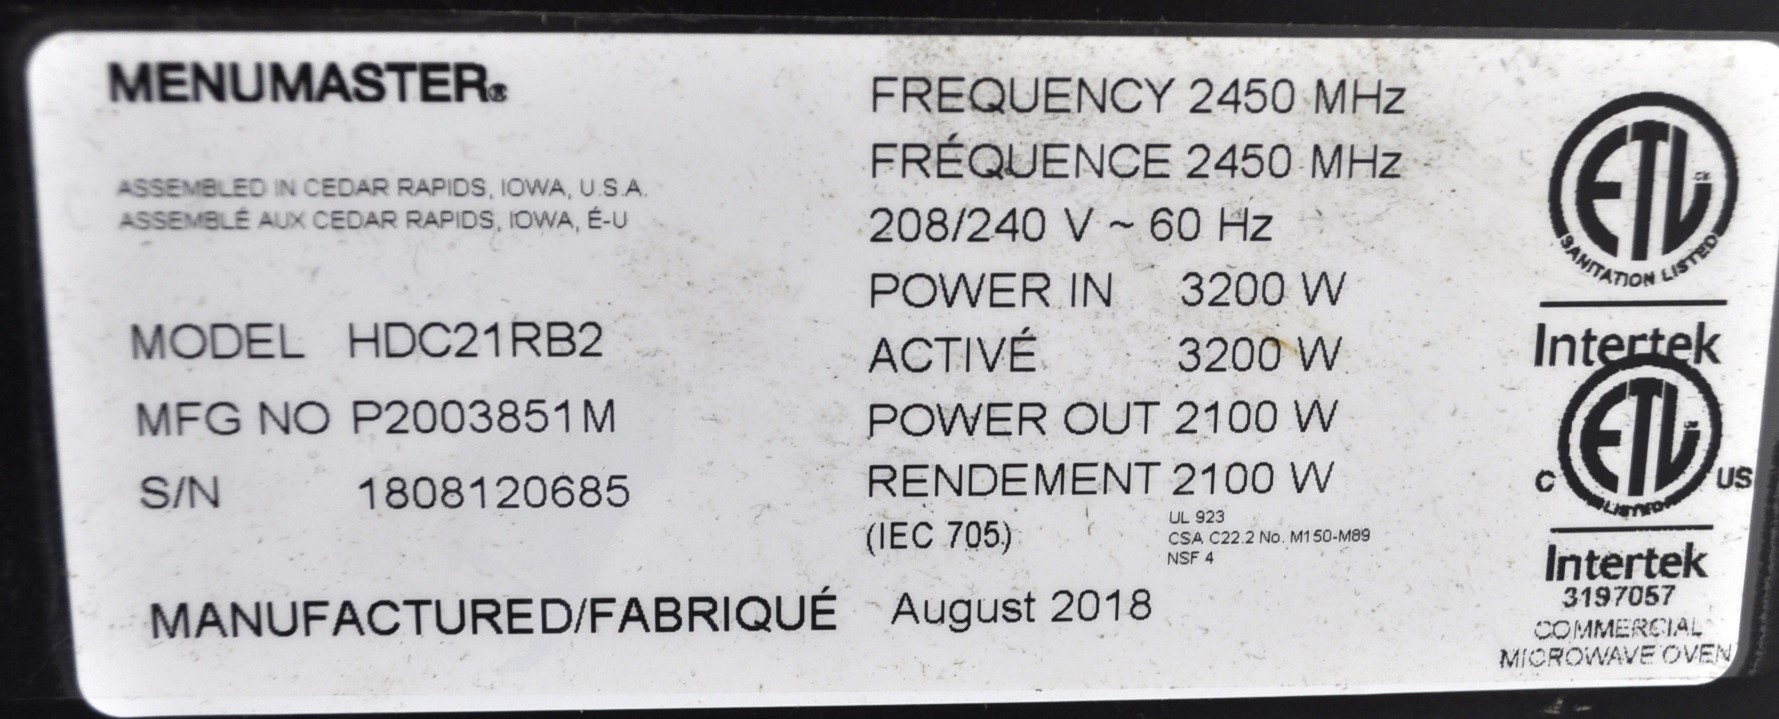 MENUMASTER®
ASSEMBLED IN CEDAR RAPIDS, IOWA, U.S.A.
ASSEMBLÉ AUX CEDAR RAPIDS, IOWA, É-U
MODEL HDC21RB2
MFG NO P2003851M
S/N 1808120685
FREQUENCY 2450 MHz
FRÉQUENCE 2450 MHz
208/240 V ~ 60 Hz
POWER IN 3200 W
ACTIVÉ 3200 W
POWER OUT 2100 W
RENDEMENT 2100 W
(IEC 705)
UL 923
CSA C22.2 No. M150-M89
NSF 4
MANUFACTURED/FABRIQUÉ August 2018
ETL
SANITATION LISTED
Intertek
C ETL US
LISTED
Intertek
3197057
COMMERCIAL
MICROWAVE OVEN